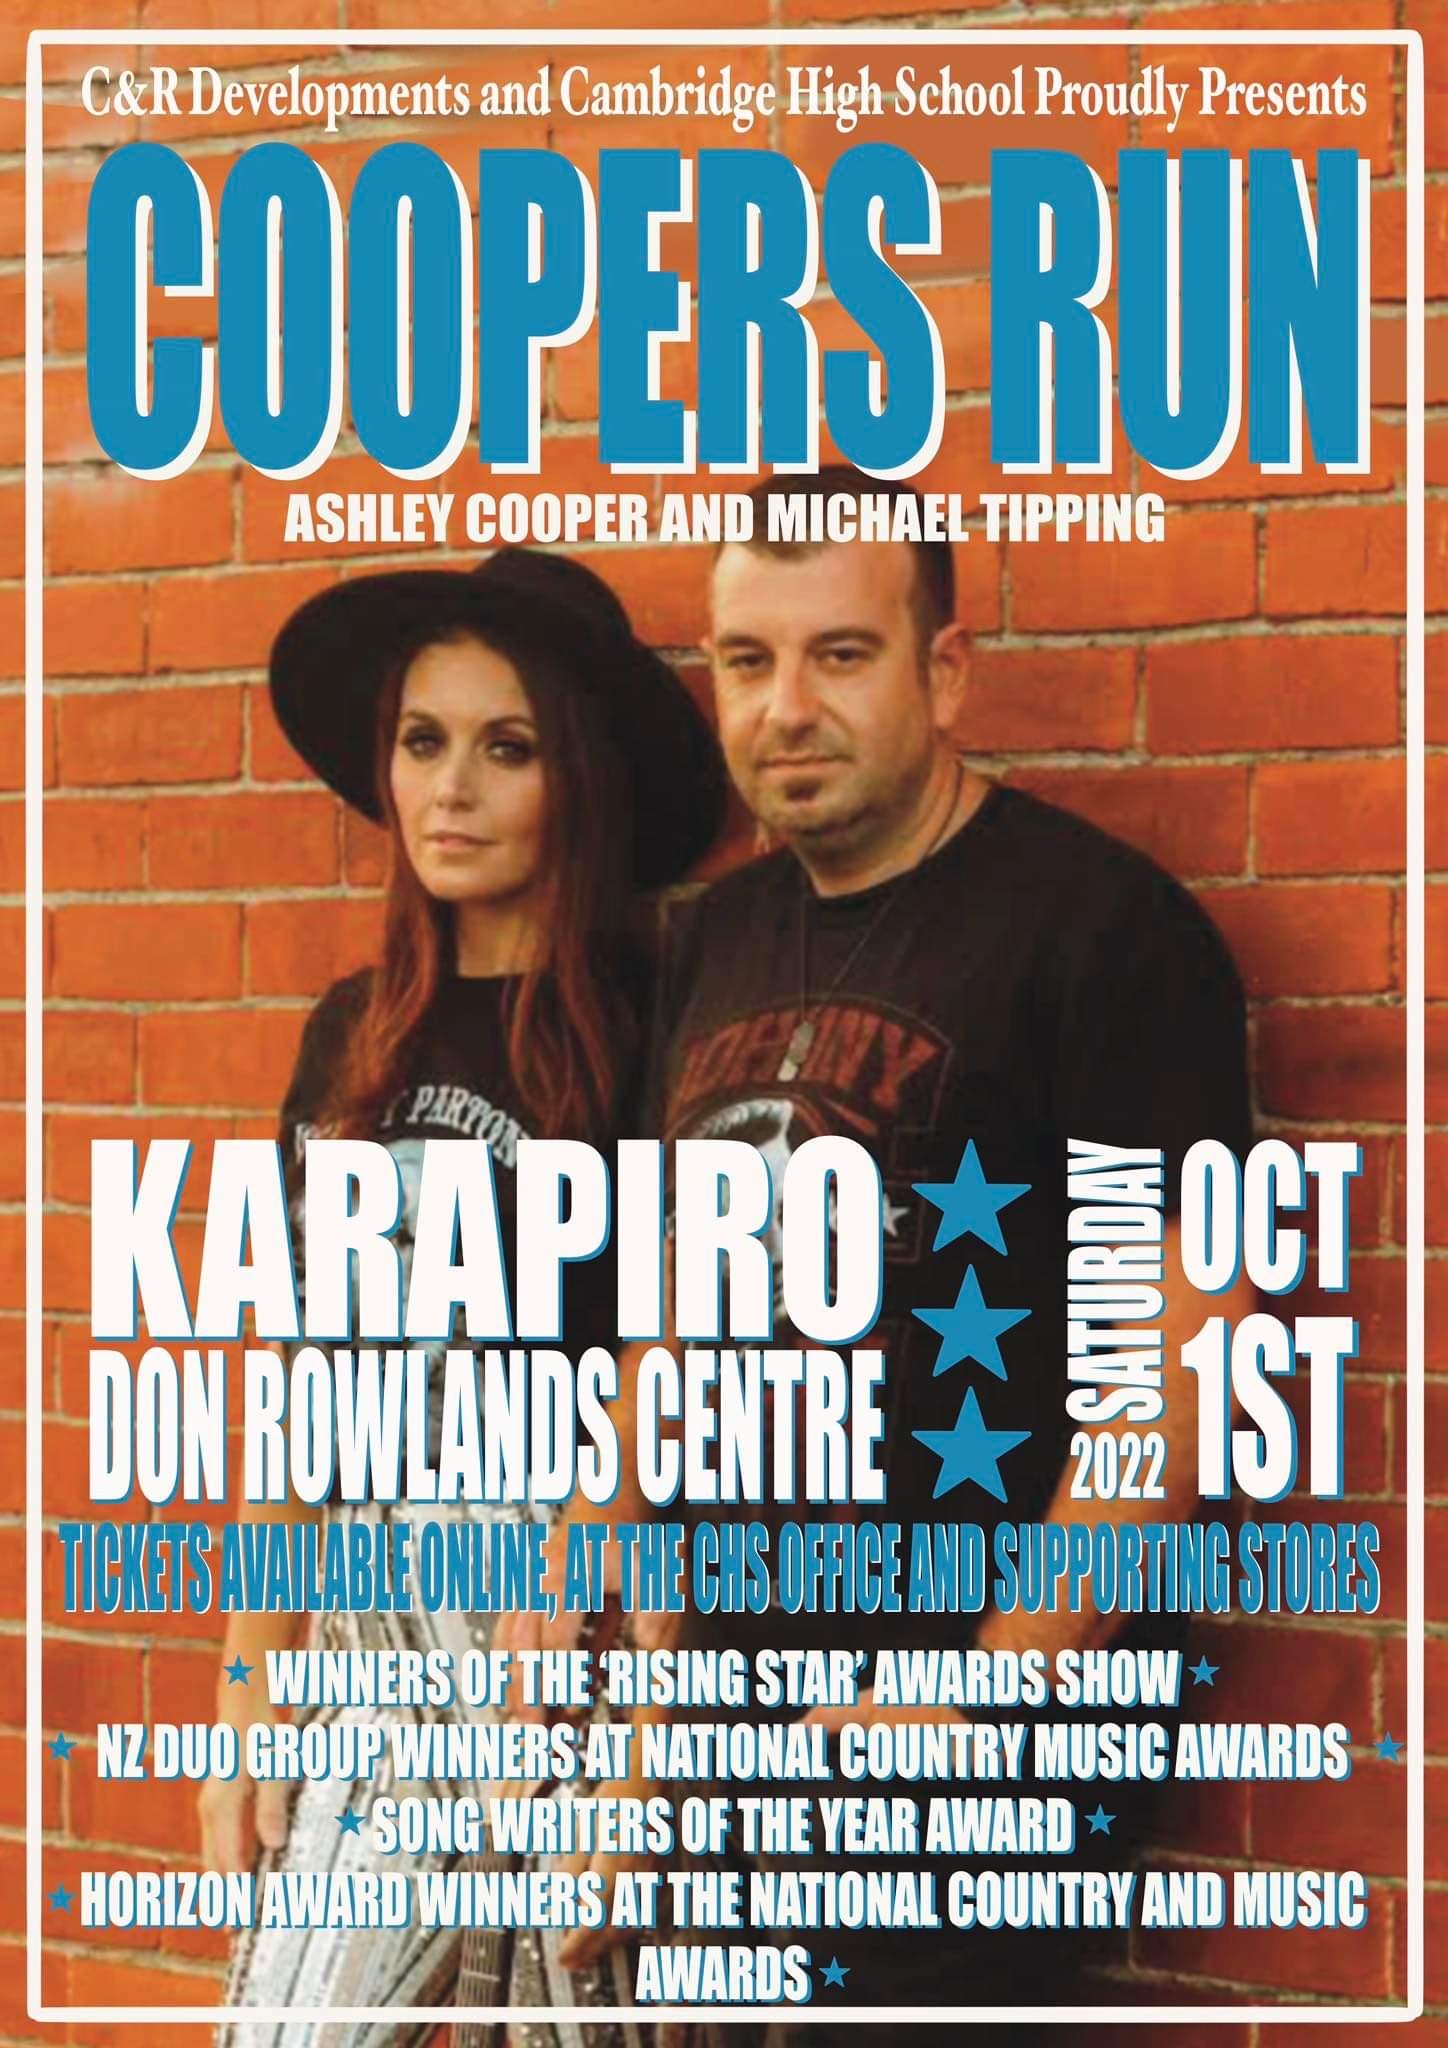 C&R Developments and Cambridge High School Proudly Presents
COOPERS RUN
ASHLEY COOPER AND MICHAEL TIPPING
PARTON
KARAPIRO
DON ROWLANDS CENTRE
SATURDAY
2022
OCT
1ST
TICKETS AVAILABLE ONLINE, AT THE CHS OFFICE AND SUPPORTING STORES
WINNERS OF THE ‘RISING STAR’ AWARDS SHOW
NZ DUO GROUP WINNERS AT NATIONAL COUNTRY MUSIC AWARDS
SONG WRITERS OF THE YEAR AWARD
HORIZON AWARD WINNERS AT THE NATIONAL COUNTRY AND MUSIC
AWARDS